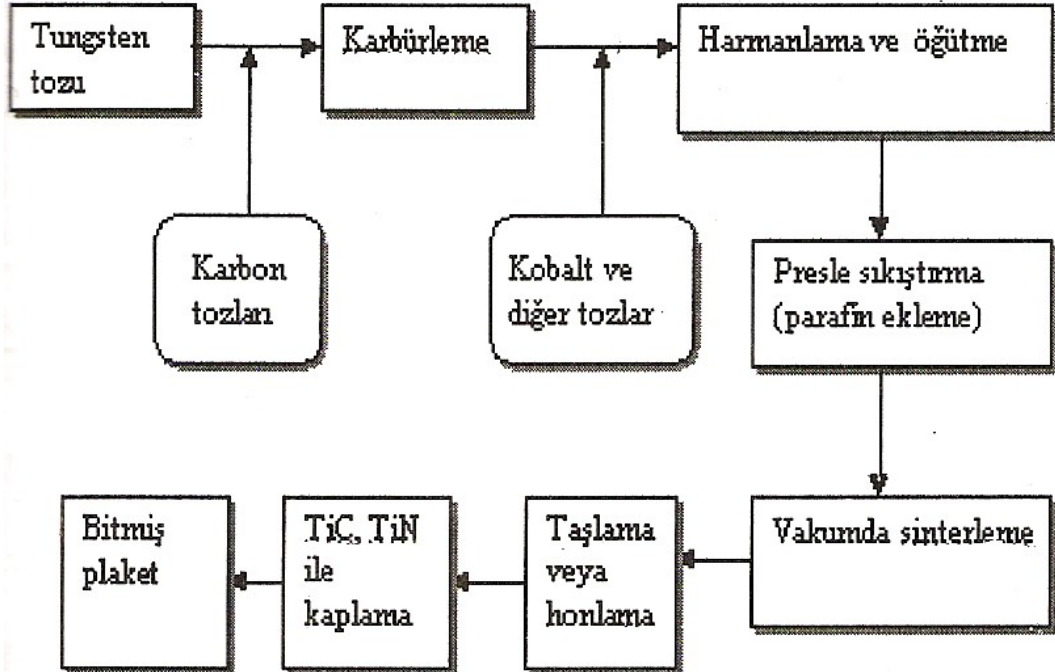 Tungsten
tozu
Karbürleme
Harmanlama ve öğütme
Karbon
tozları
Kobalt ve
diğer tozlar
Presle sıkıştırma
(parafin ekleme)
Vakumda sinterleme
Taşlama
veya
honlama
TiC, TiN
ile
kaplama
Bitmiş
plaket